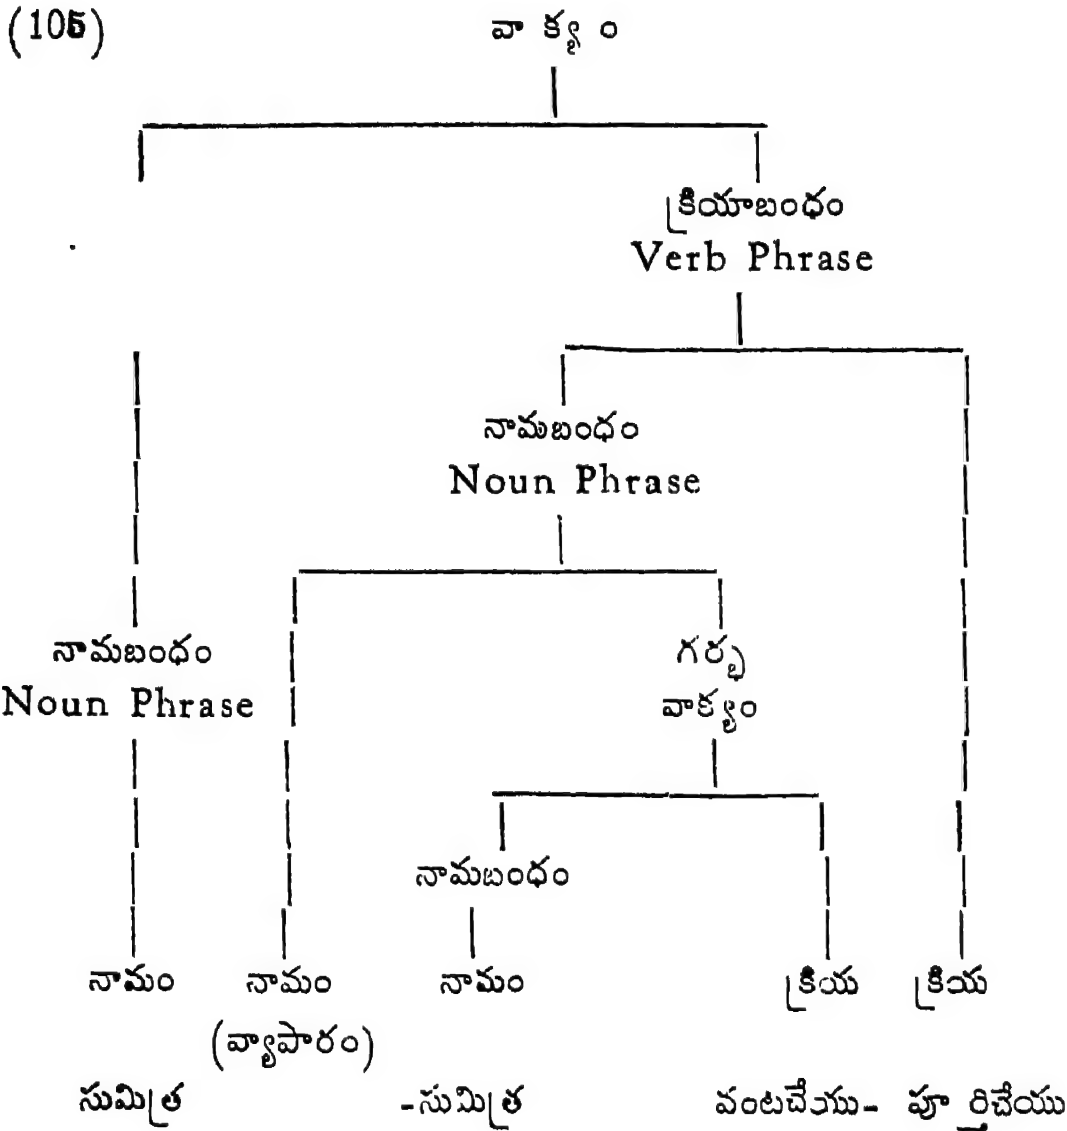 (105) వాక్యం
క్రియాబంధం
Verb Phrase
నామబంధం
Noun Phrase
నామబంధం గర్భ
Noun Phrase వాక్యం
నామబంధం
నామం నామం నామం క్రియ క్రియ
(వ్యాపారం)
సుమిత్ర -సుమిత్ర వంటచేయు- పూర్తిచేయు